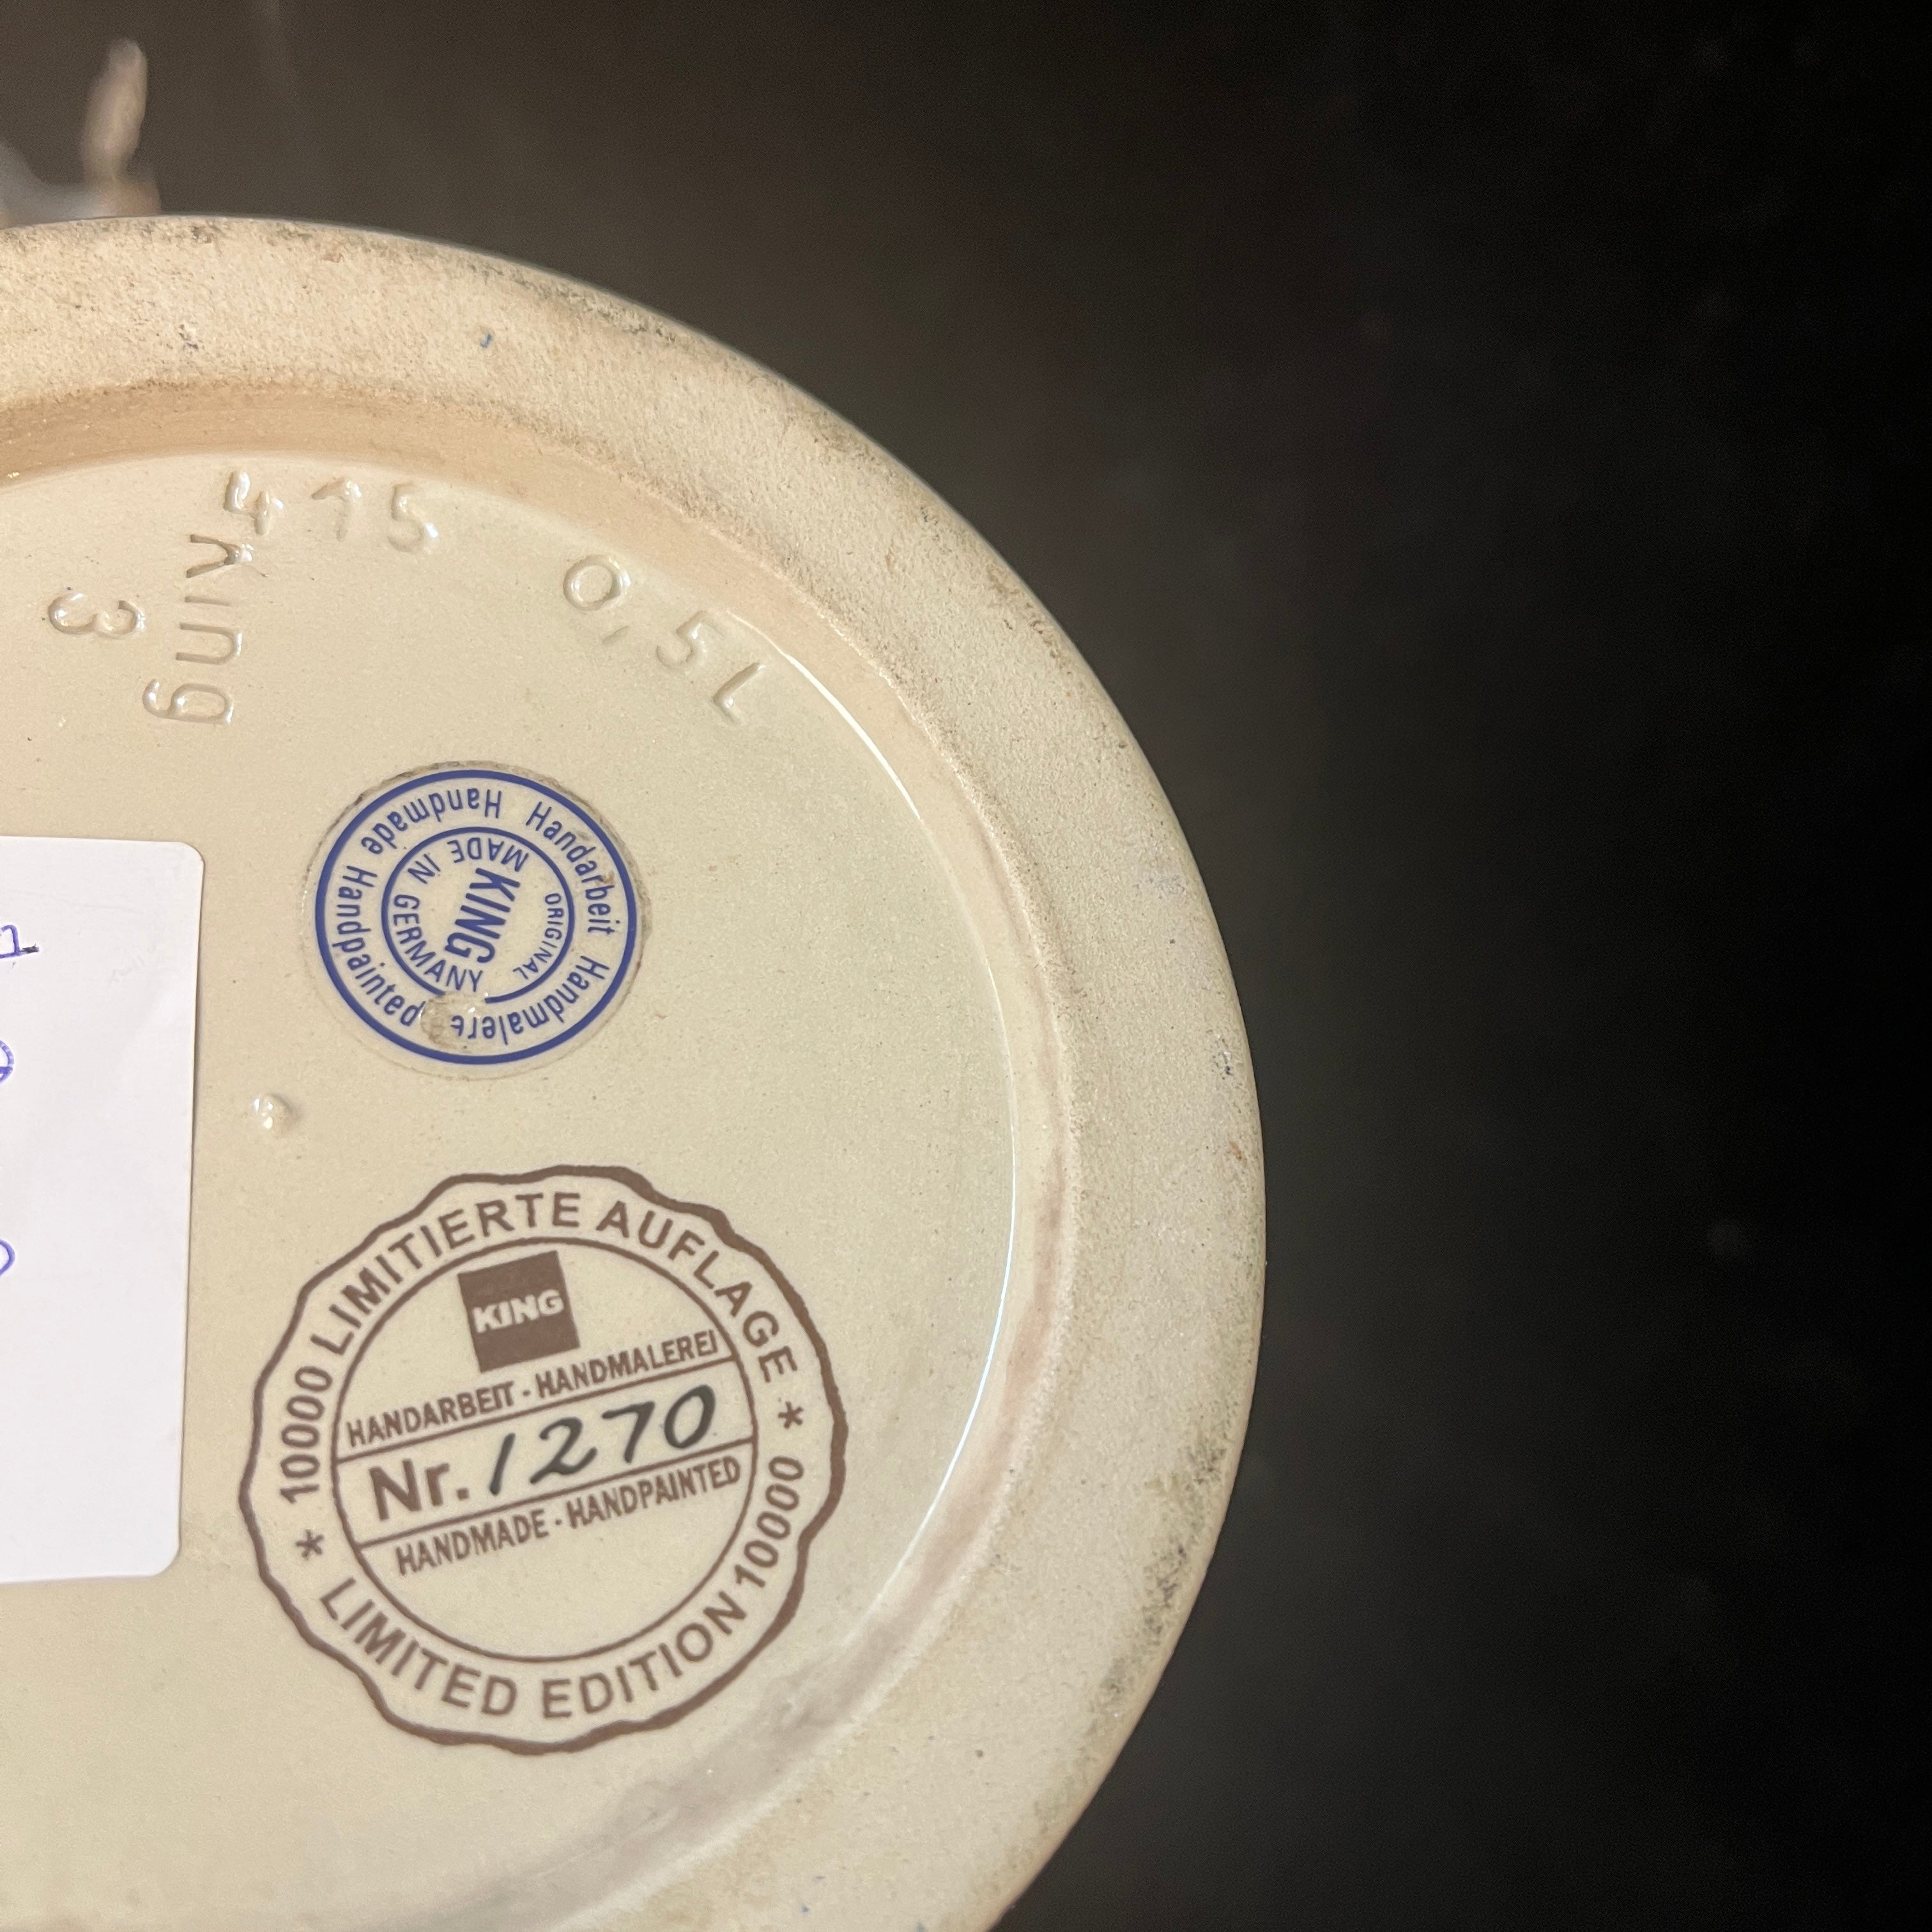 415 0,5L
King
3
Handarbeit Handmalere
Handmade Handpainted
ORIGINAL
KING
MADE IN GERMANY
10000 LIMITIERTE AUFLAGE
KING
HANDARBEIT - HANDMALEREI
Nr. 1270
HANDMADE - HANDPAINTED
* LIMITED EDITION 10000 *